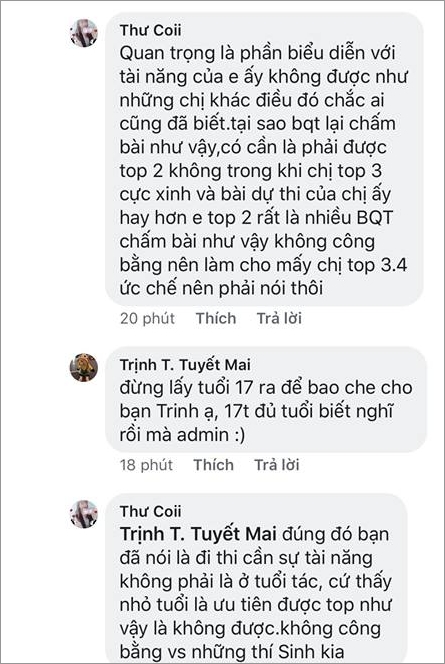 Thư Coii
Quan trọng là phần biểu diễn với
tài năng của e ấy không được như
những chị khác điều đó chắc ai
cũng đã biết.tại sao bqt lại chấm
bài như vậy,có cần là phải được
top 2 không trong khi chị top 3
cực xinh và bài dự thi của chị ấy
hay hơn e top 2 rất là nhiều BQT
chấm bài như vậy không công
bằng nên làm cho mấy chị top 3.4
ức chế nên phải nói thôi
20 phút Thích Trả lời
Trịnh T. Tuyết Mai
đừng lấy tuổi 17 ra để bao che cho
bạn Trinh ạ, 17t đủ tuổi biết nghĩ
rồi mà admin :)
18 phút Thích Trả lời
Thư Coii
Trịnh T. Tuyết Mai đúng đó bạn
đã nói là đi thi cần sự tài năng
không phải là ở tuổi tác, cứ thấy
nhỏ tuổi là ưu tiên được top như
vậy là không được.không công
bằng vs những thí Sinh kia